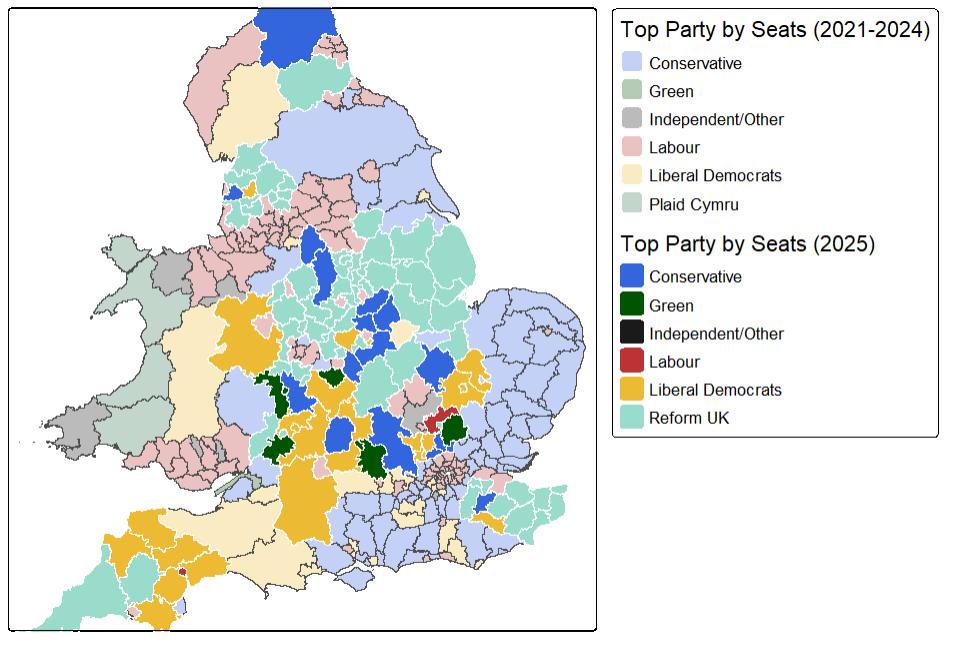 Top Party by Seats (2021-2024)
Conservative
Green
Independent/Other
Labour
Liberal Democrats
Plaid Cymru
Top Party by Seats (2025)
Conservative
Green
Independent/Other
Labour
Liberal Democrats
Reform UK